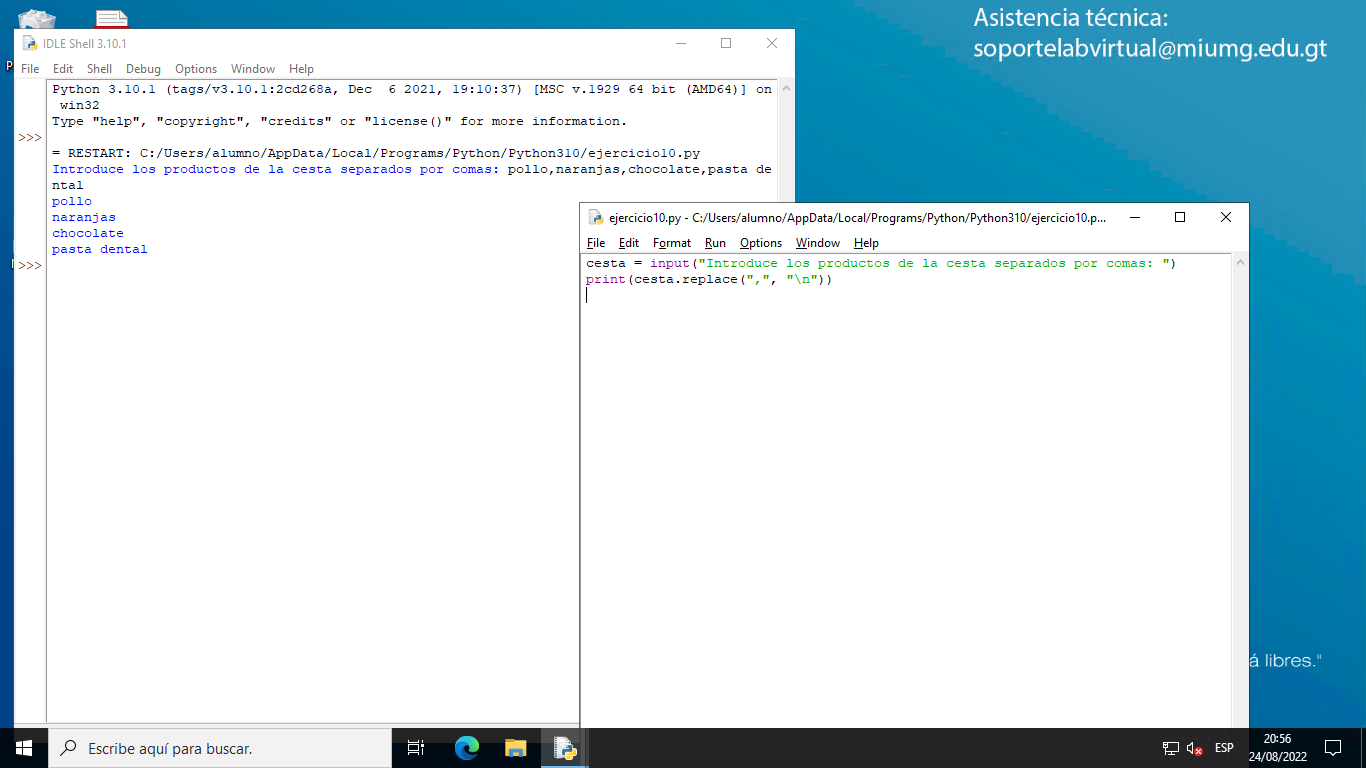 Asistencia técnica:
soportelabvirtual@miumg.edu.gt
IDLE Shell 3.10.1
File Edit Shell Debug Options Window Help
Python 3.10.1 (tags/v3.10.1:2cd268a, Dec  6 2021, 19:10:37) [MSC v.1929 64 bit (AMD64)] on
 win32
Type "help", "copyright", "credits" or "license()" for more information.
>>>
= RESTART: C:/Users/alumno/AppData/Local/Programs/Python/Python310/ejercicio10.py
Introduce los productos de la cesta separados por comas: pollo,naranjas,chocolate,pasta de
ntal
pollo
naranjas
chocolate
pasta dental
>>>
ejercicio10.py - C:/Users/alumno/AppData/Local/Programs/Python/Python310/ejercicio10.p...
File Edit Format Run Options Window Help
cesta = input("Introduce los productos de la cesta separados por comas: ")
print(cesta.replace(",", "\n"))
á libres."
Escribe aquí para buscar.
ESP
20:56
24/08/2022